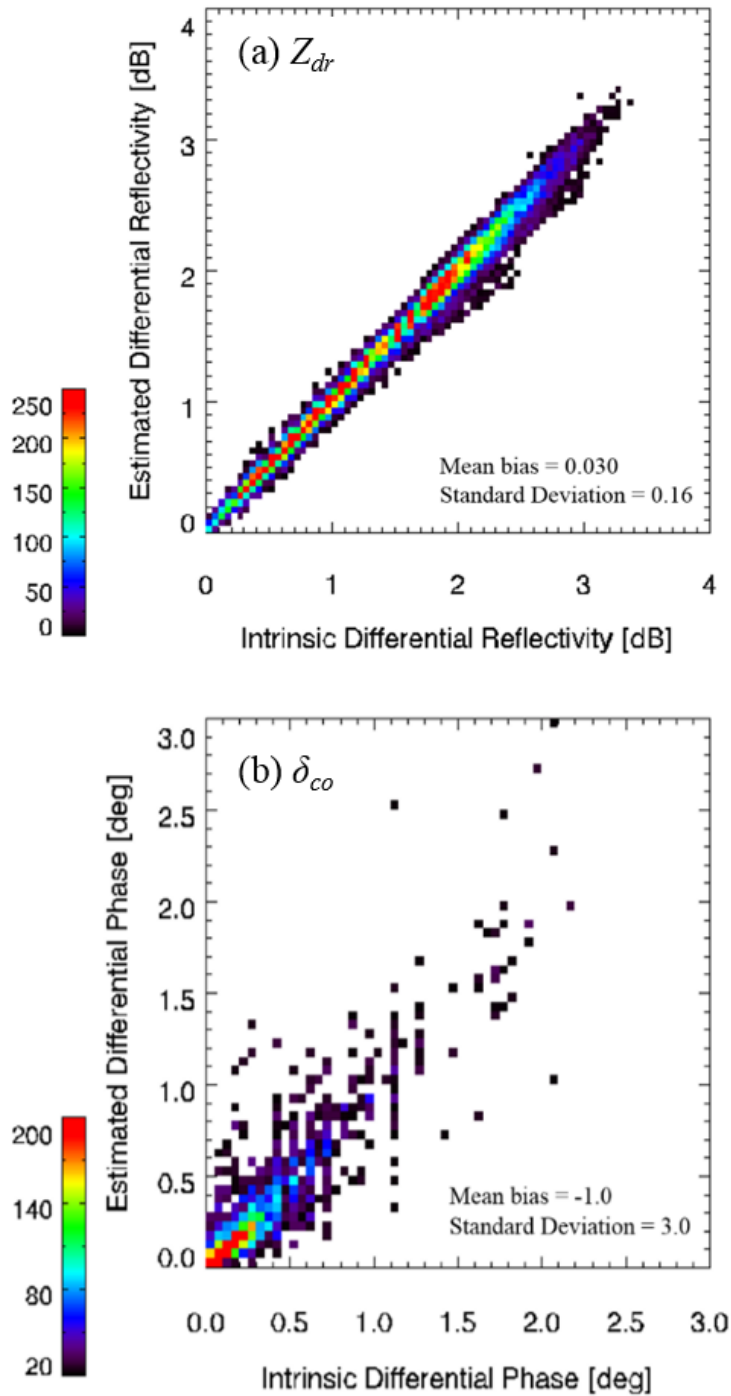 (a) Zdr
Estimated Differential Reflectivity [dB]
4
3
2
1
0
250
200
150
100
50
0
Mean bias = 0.030
Standard Deviation = 0.16
0 1 2 3 4
Intrinsic Differential Reflectivity [dB]
(b) δco
Estimated Differential Phase [deg]
3.0
2.5
2.0
1.5
1.0
0.5
0.0
200
140
80
20
Mean bias = -1.0
Standard Deviation = 3.0
0.0 0.5 1.0 1.5 2.0 2.5 3.0
Intrinsic Differential Phase [deg]